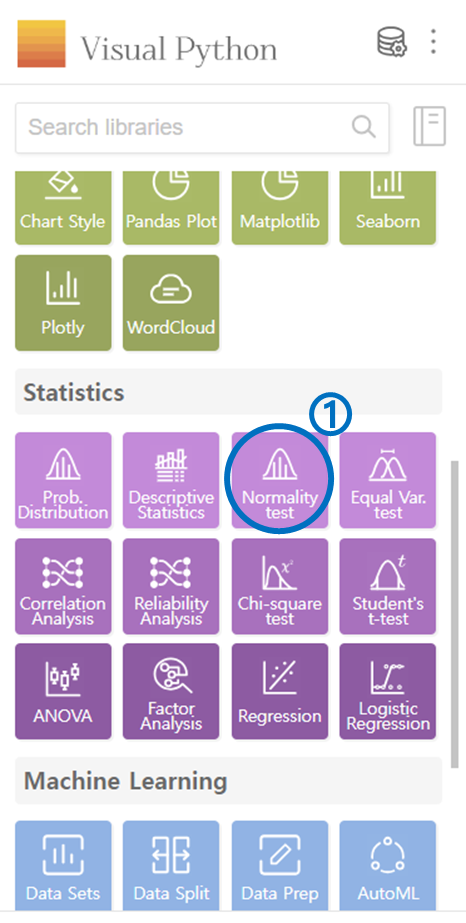 Visual Python
Search libraries
Chart Style
Pandas Plot
Matplotlib
Seaborn
Plotly
WordCloud
Statistics
1
Prob.
Distribution
Descriptive
Statistics
Normality
test
Equal Var.
test
Correlation
Analysis
Reliability
Analysis
χ²
Chi-square
test
t
Student's
t-test
ANOVA
Factor
Analysis
Regression
Logistic
Regression
Machine Learning
Data Sets
Data Split
Data Prep
AutoML